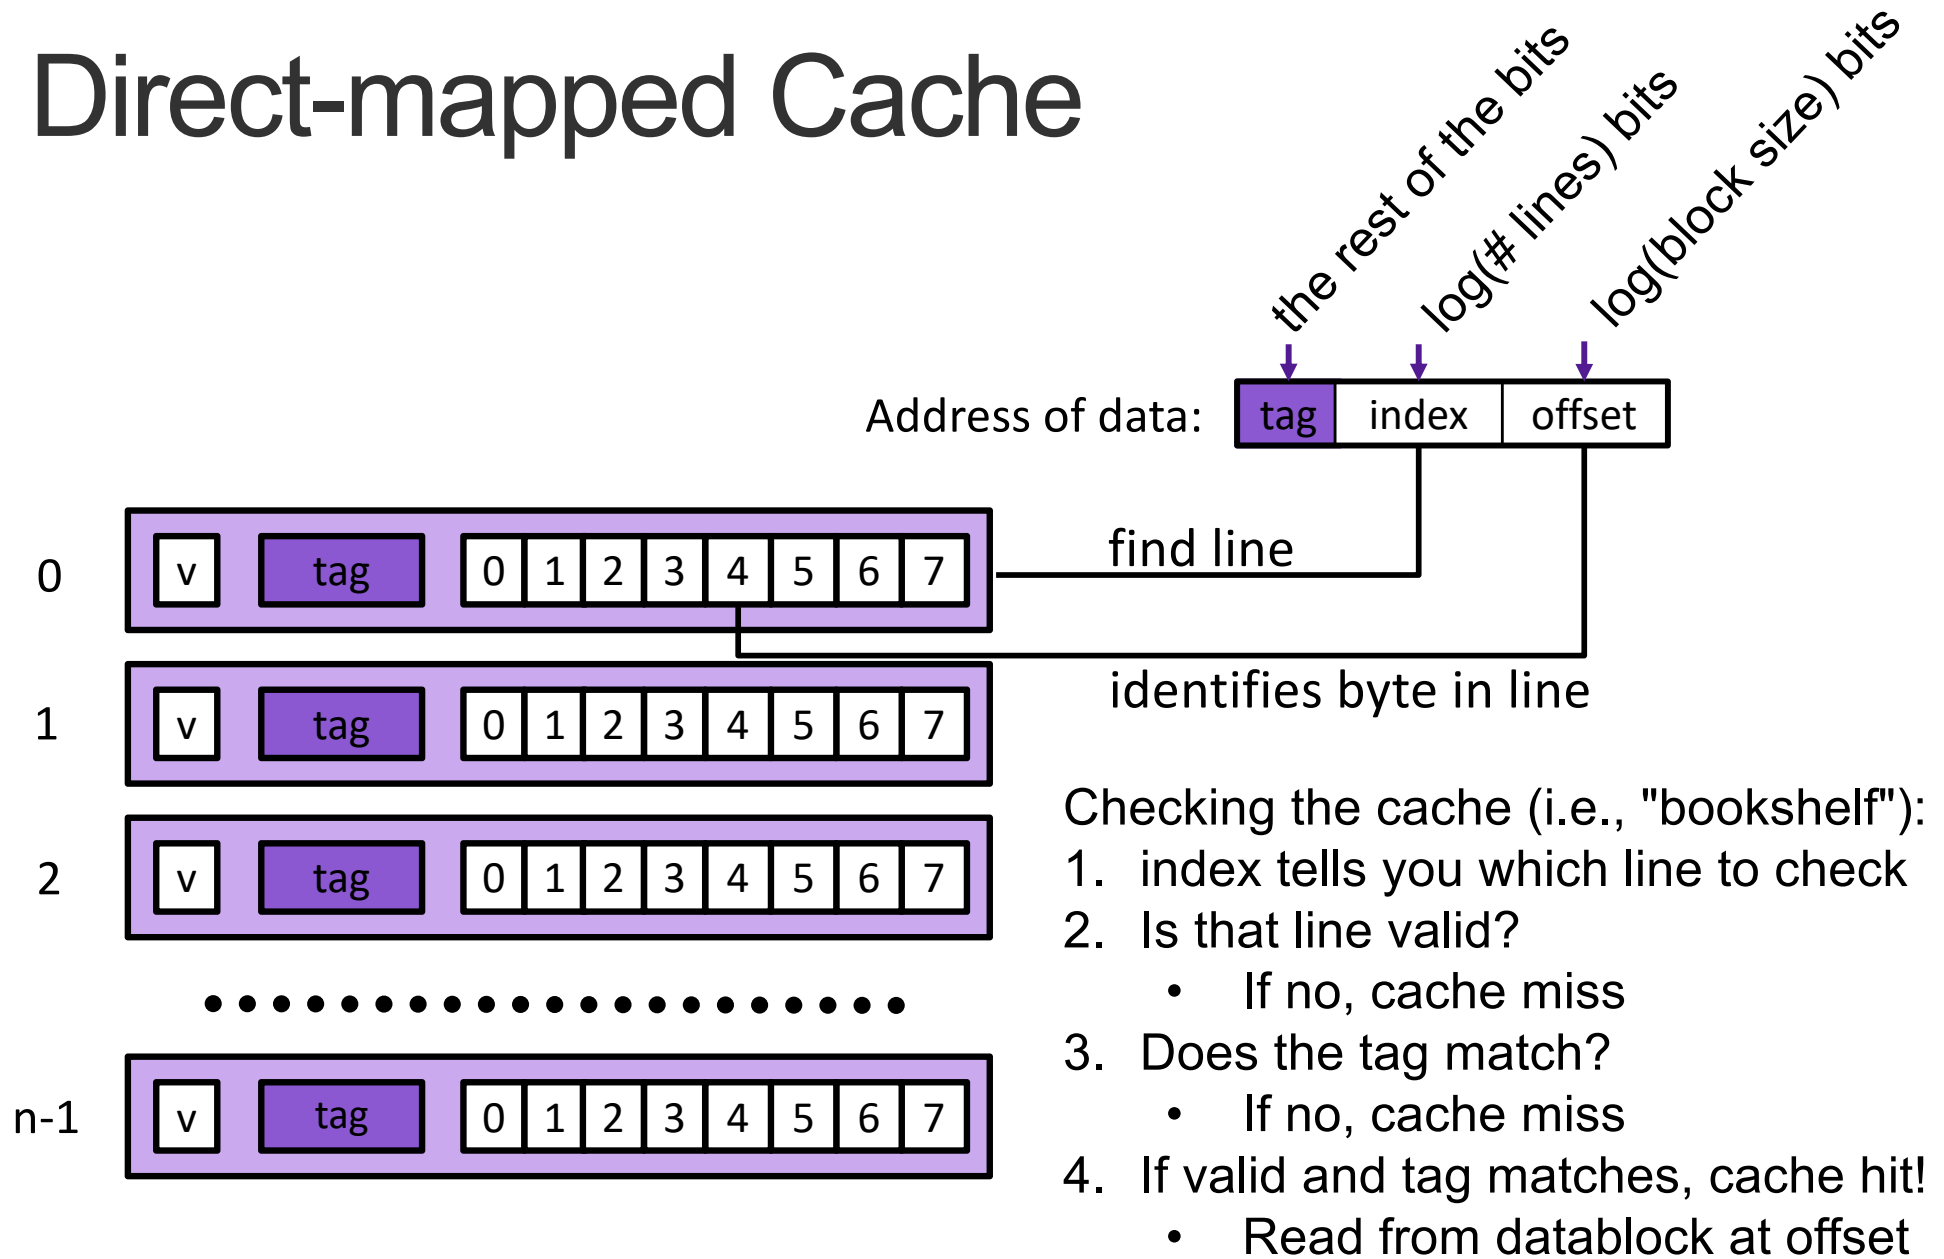 Direct-mapped Cache
the rest of the bits
log(# lines) bits
log(block size) bits
Address of data:
tag index offset
0 v tag 0 1 2 3 4 5 6 7
find line
identifies byte in line
1 v tag 0 1 2 3 4 5 6 7
2 v tag 0 1 2 3 4 5 6 7
n-1 v tag 0 1 2 3 4 5 6 7
Checking the cache (i.e., "bookshelf"):
1. index tells you which line to check
2. Is that line valid?
• If no, cache miss
3. Does the tag match?
• If no, cache miss
4. If valid and tag matches, cache hit!
• Read from datablock at offset